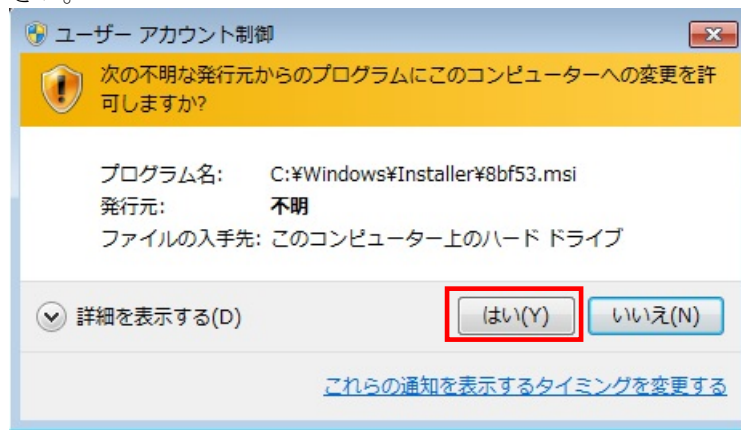 ユーザー アカウント制御
次の不明な発行元からのプログラムにこのコンピューターへの変更を許
可しますか?
プログラム名: C:¥Windows¥Installer¥8bf53.msi
発行元: 不明
ファイルの入手先: このコンピューター上のハード ドライブ
詳細を表示する(D) はい(Y) いいえ(N)
これらの通知を表示するタイミングを変更する